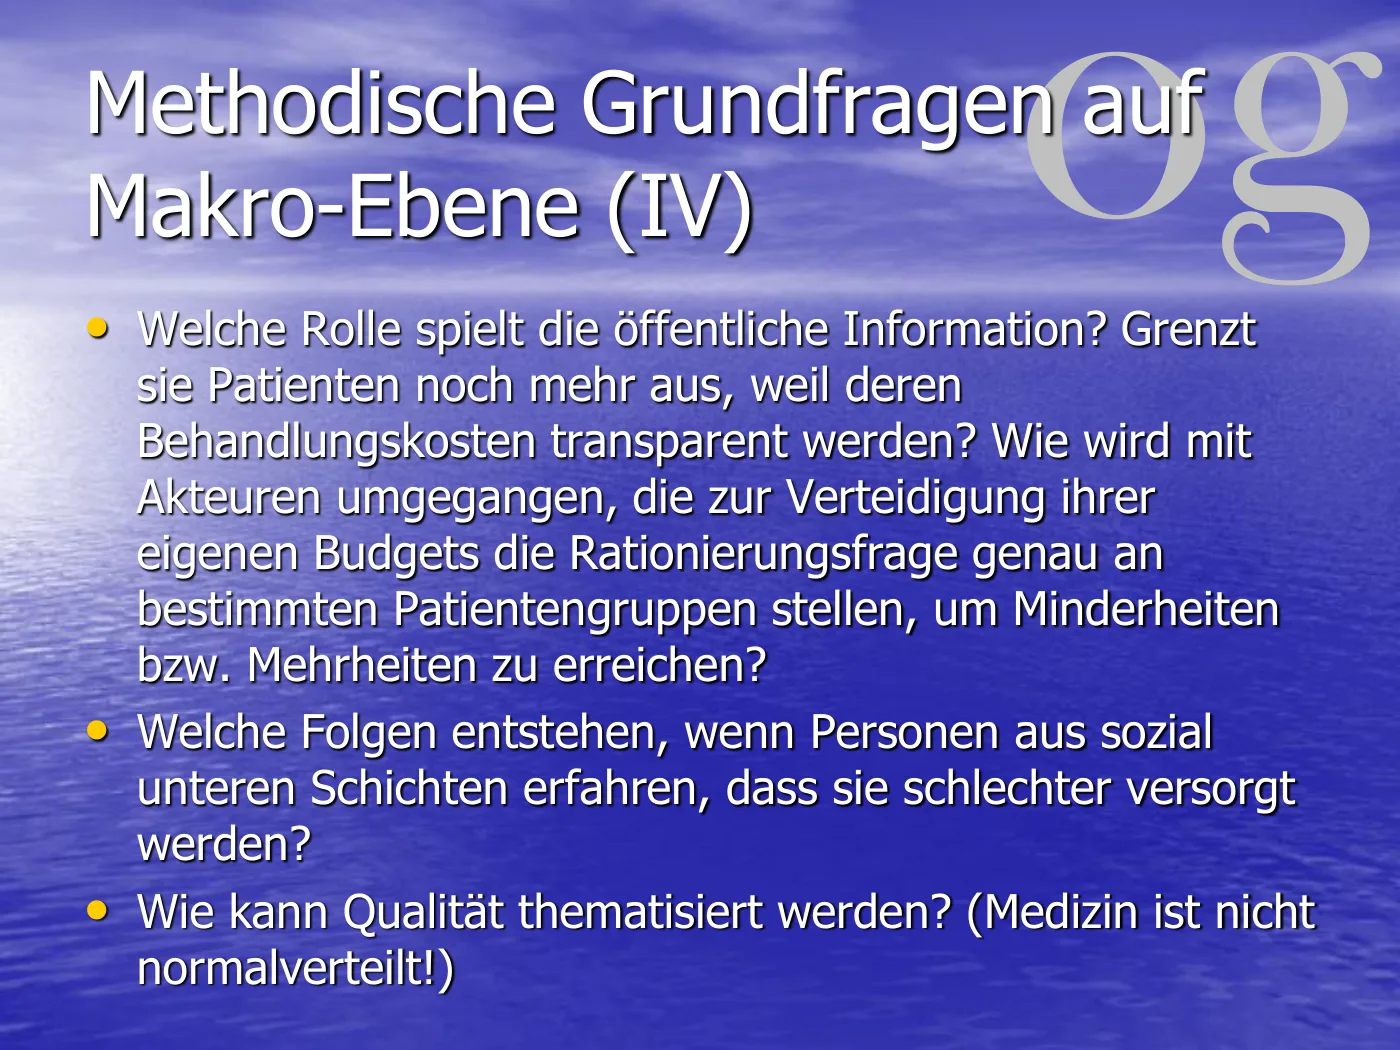 og
Methodische Grundfragen auf
Makro-Ebene (IV)
• Welche Rolle spielt die öffentliche Information? Grenzt
sie Patienten noch mehr aus, weil deren
Behandlungskosten transparent werden? Wie wird mit
Akteuren umgegangen, die zur Verteidigung ihrer
eigenen Budgets die Rationierungsfrage genau an
bestimmten Patientengruppen stellen, um Minderheiten
bzw. Mehrheiten zu erreichen?
• Welche Folgen entstehen, wenn Personen aus sozial
unteren Schichten erfahren, dass sie schlechter versorgt
werden?
• Wie kann Qualität thematisiert werden? (Medizin ist nicht
normalverteilt!)